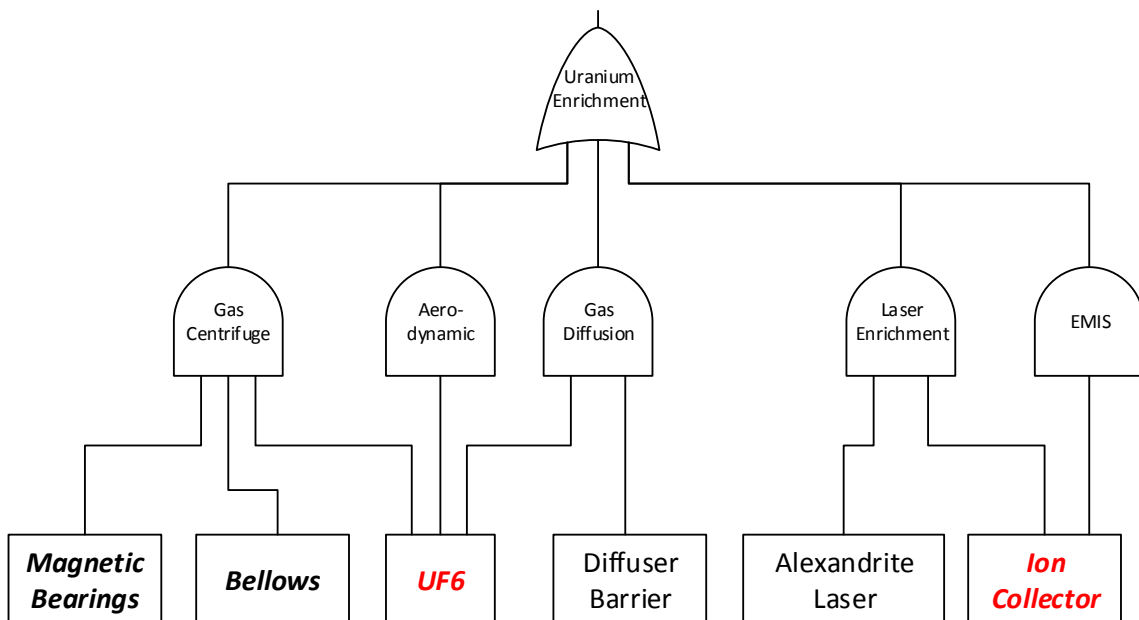 Uranium
Enrichment
Gas
Centrifuge
Aero-
dynamic
Gas
Diffusion
Laser
Enrichment
EMIS
Magnetic
Bearings
Bellows
UF6
Diffuser
Barrier
Alexandrite
Laser
Ion
Collector